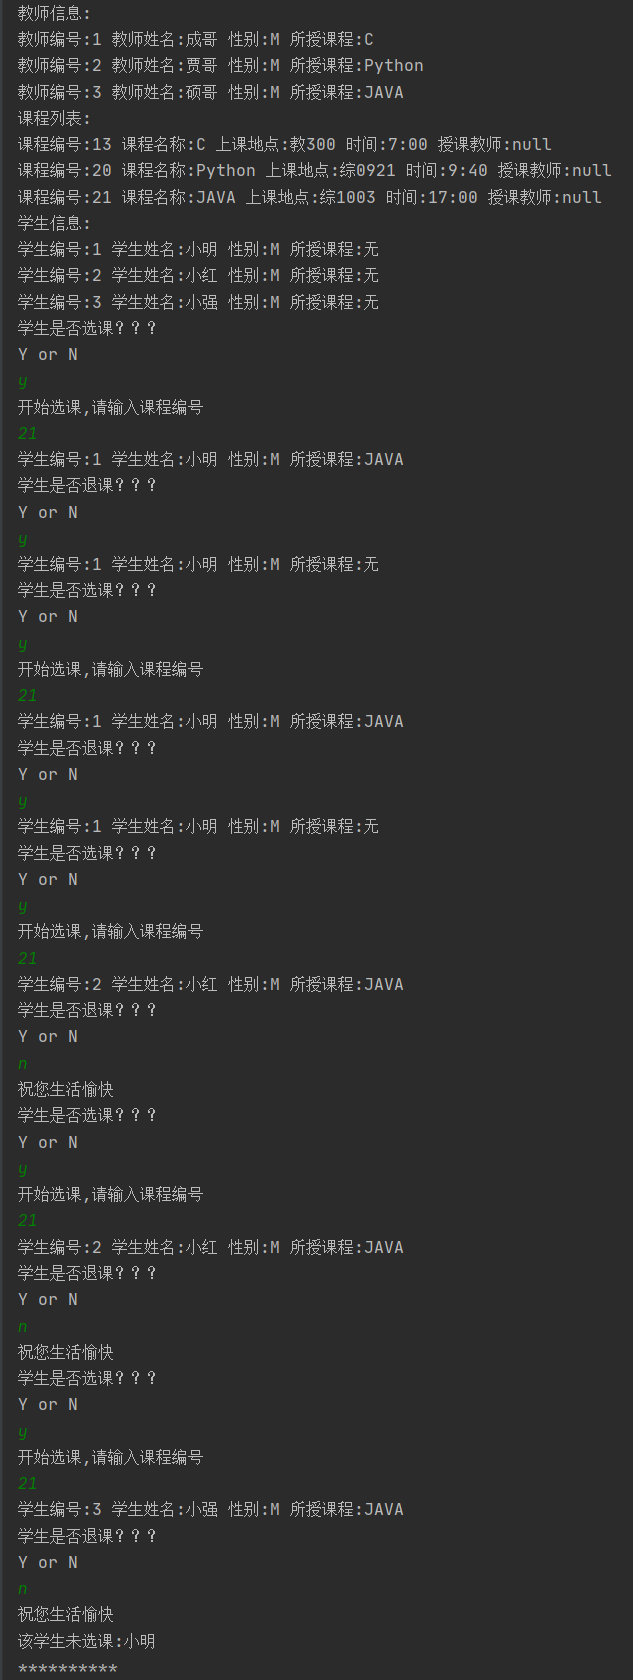 教师信息:
教师编号:1 教师姓名:成哥 性别:M 所授课程:C
教师编号:2 教师姓名:贾哥 性别:M 所授课程:Python
教师编号:3 教师姓名:硕哥 性别:M 所授课程:JAVA
课程列表:
课程编号:13 课程名称:C 上课地点:教300 时间:7:00 授课教师:null
课程编号:20 课程名称:Python 上课地点:综0921 时间:9:40 授课教师:null
课程编号:21 课程名称:JAVA 上课地点:综1003 时间:17:00 授课教师:null
学生信息:
学生编号:1 学生姓名:小明 性别:M 所授课程:无
学生编号:2 学生姓名:小红 性别:M 所授课程:无
学生编号:3 学生姓名:小强 性别:M 所授课程:无
学生是否选课？？？
Y or N
y
开始选课,请输入课程编号
21
学生编号:1 学生姓名:小明 性别:M 所授课程:JAVA
学生是否退课？？？
Y or N
y
学生编号:1 学生姓名:小明 性别:M 所授课程:无
学生是否选课？？？
Y or N
y
开始选课,请输入课程编号
21
学生编号:1 学生姓名:小明 性别:M 所授课程:JAVA
学生是否退课？？？
Y or N
y
学生编号:1 学生姓名:小明 性别:M 所授课程:无
学生是否选课？？？
Y or N
y
开始选课,请输入课程编号
21
学生编号:2 学生姓名:小红 性别:M 所授课程:JAVA
学生是否退课？？？
Y or N
n
祝您生活愉快
学生是否选课？？？
Y or N
y
开始选课,请输入课程编号
21
学生编号:2 学生姓名:小红 性别:M 所授课程:JAVA
学生是否退课？？？
Y or N
n
祝您生活愉快
学生是否选课？？？
Y or N
y
开始选课,请输入课程编号
21
学生编号:3 学生姓名:小强 性别:M 所授课程:JAVA
学生是否退课？？？
Y or N
n
祝您生活愉快
该学生未选课:小明
**********